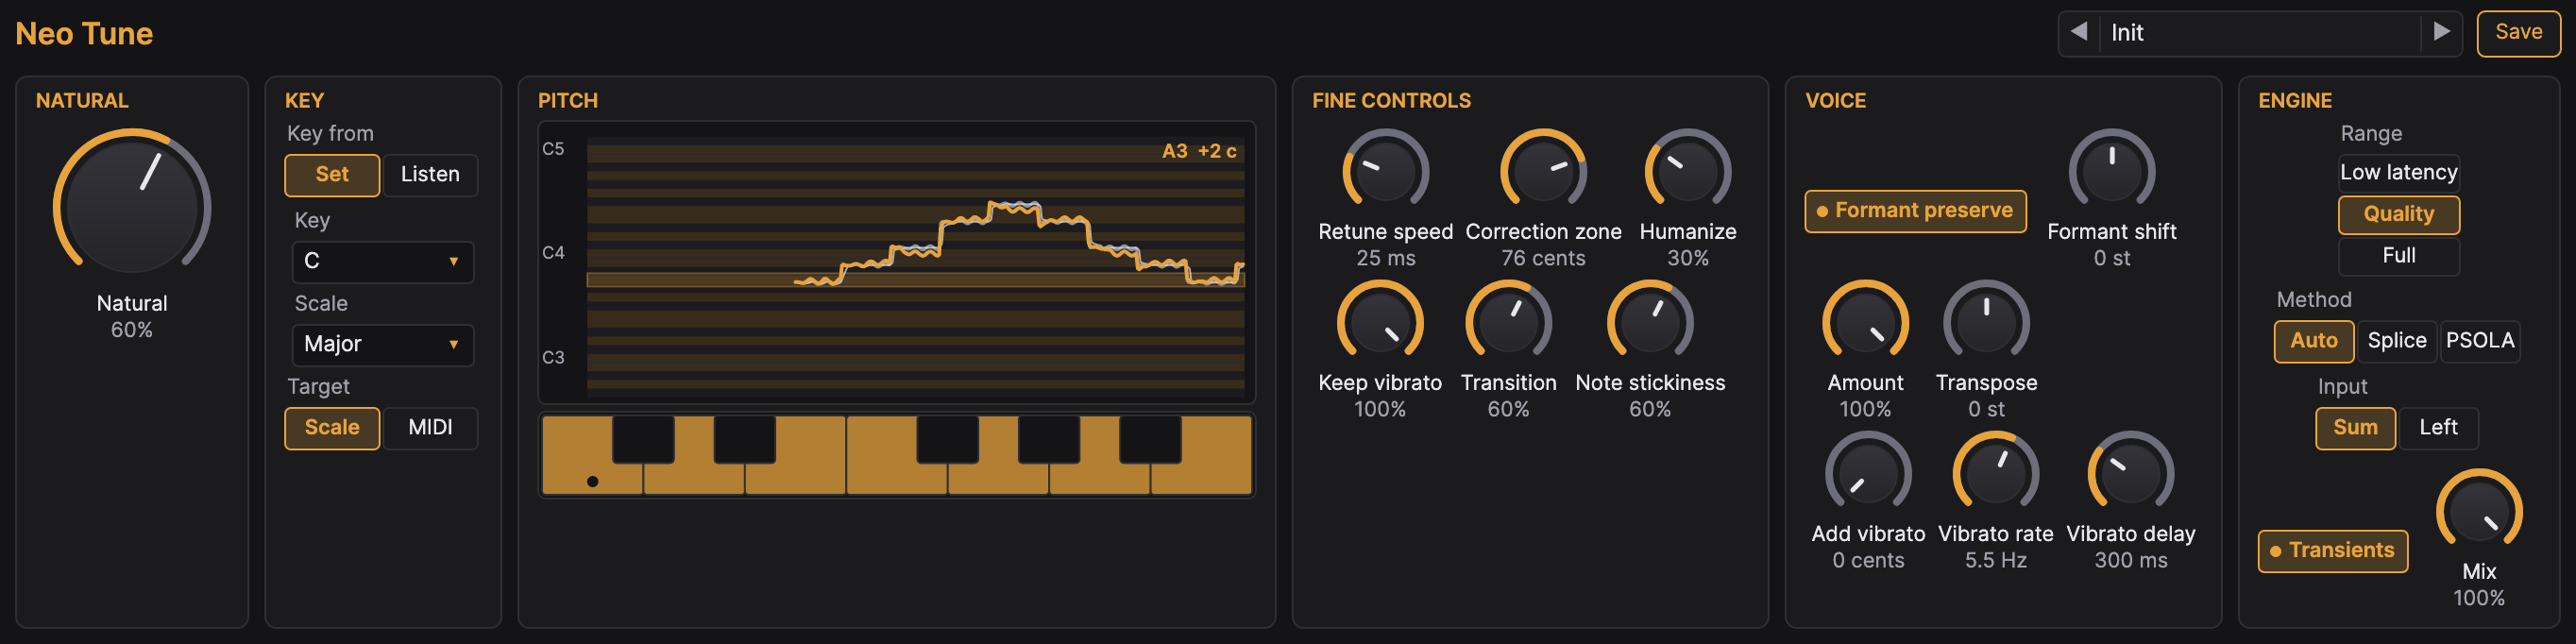 Neo Tune
Init
Save
NATURAL
Natural
60%
KEY
Key from
Set Listen
Key
C
Scale
Major
Target
Scale MIDI
PITCH
C5
A3 +2 c
C4
C3
FINE CONTROLS
Retune speed Correction zone Humanize
25 ms 76 cents 30%
Keep vibrato Transition Note stickiness
100% 60% 60%
VOICE
Formant preserve
Formant shift
0 st
Amount Transpose
100% 0 st
Add vibrato Vibrato rate Vibrato delay
0 cents 5.5 Hz 300 ms
ENGINE
Range
Low latency
Quality
Full
Method
Auto Splice PSOLA
Input
Sum Left
Transients
Mix
100%